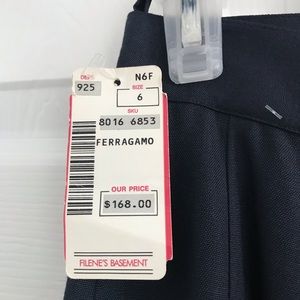 DEPT.
925
N6F
SIZE
6
SKU
8016 6853
FERRAGAMO
OUR PRICE
$168.00
FILENE'S BASEMENT